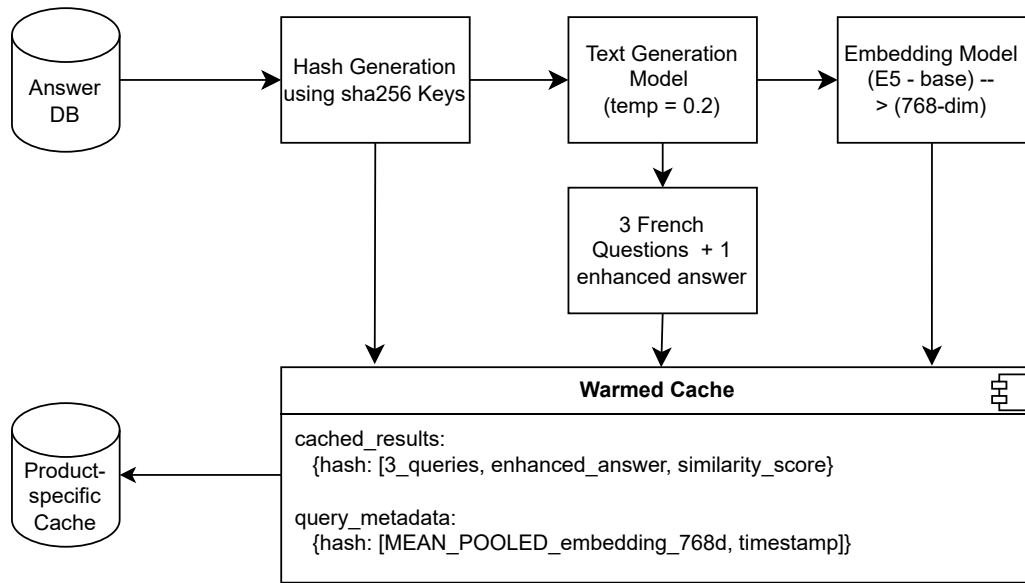 Answer
DB
Hash Generation
using sha256 Keys
Text Generation
Model
(temp = 0.2)
Embedding Model
(E5 - base) --
> (768-dim)
3 French
Questions + 1
enhanced answer
Warmed Cache
cached_results:
{hash: [3_queries, enhanced_answer, similarity_score}
query_metadata:
{hash: [MEAN_POOLED_embedding_768d, timestamp]}
Product-
specific
Cache